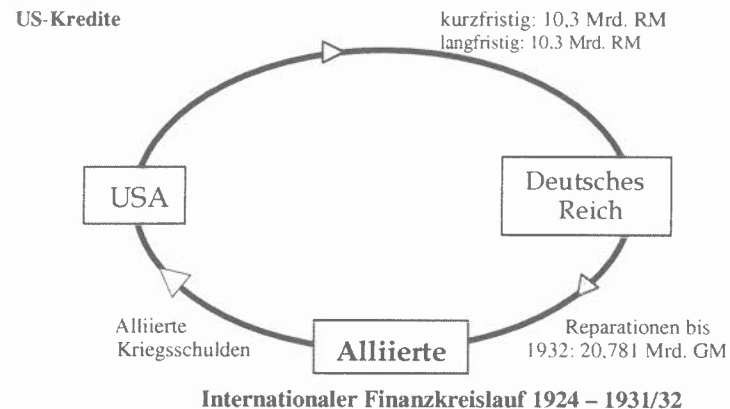 US-Kredite
kurzfristig: 10,3 Mrd. RM
langfristig: 10.3 Mrd. RM
USA
Deutsches
Reich
Alliierte
Kriegsschulden
Alliierte
Reparationen bis
1932: 20,781 Mrd. GM
Internationaler Finanzkreislauf 1924 – 1931/32